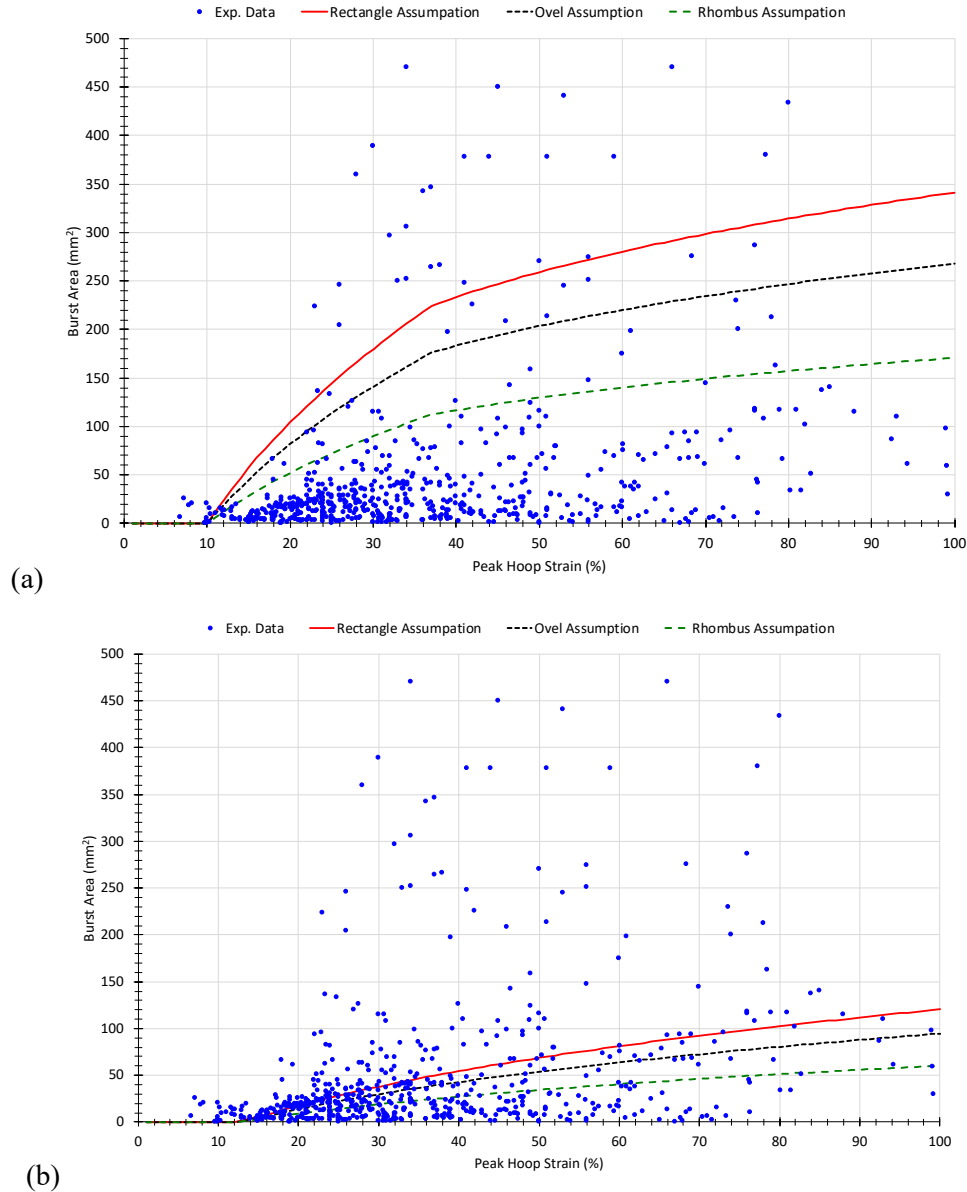 Exp. Data Rectangle Assumpation Ovel Assumption Rhombus Assumpation
500
450
400
350
300
250
200
150
100
50
0
Burst Area (mm²)
0 10 20 30 40 50 60 70 80 90 100
Peak Hoop Strain (%)
(a)
Exp. Data Rectangle Assumpation Ovel Assumption Rhombus Assumpation
500
450
400
350
300
250
200
150
100
50
0
Burst Area (mm²)
0 10 20 30 40 50 60 70 80 90 100
Peak Hoop Strain (%)
(b)